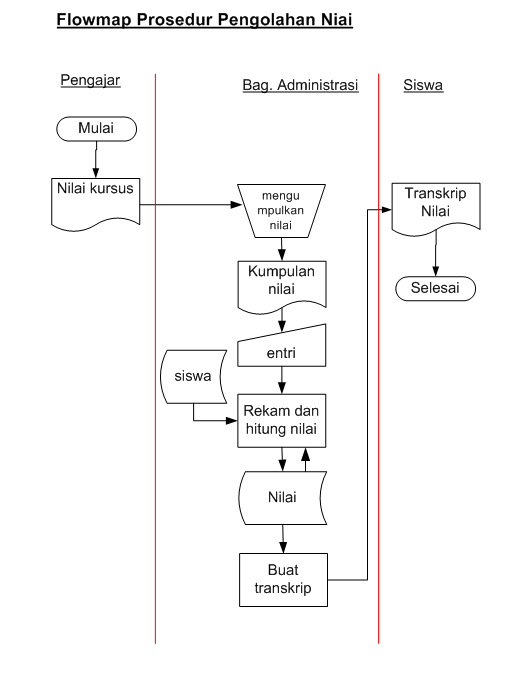 Flowmap Prosedur Pengolahan Niai
Pengajar
Bag. Administrasi
Siswa
Mulai
Nilai kursus
mengu
mpulkan
nilai
Transkrip
Nilai
Kumpulan
nilai
Selesai
entri
siswa
Rekam dan
hitung nilai
Nilai
Buat
transkrip